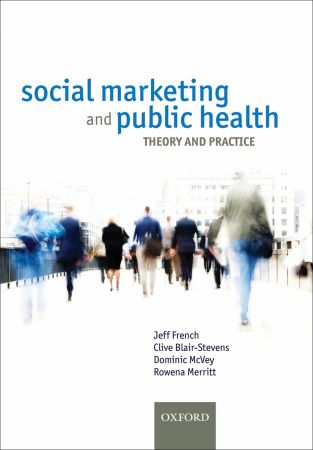 social marketing
and public health
THEORY AND PRACTICE
Jeff French
Clive Blair-Stevens
Dominic McVey
Rowena Merritt
OXFORD